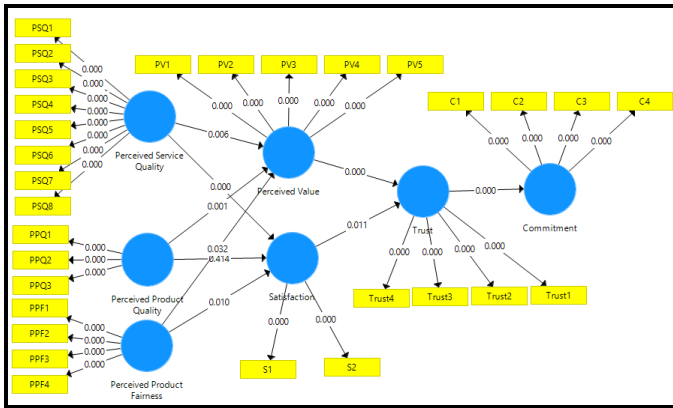 PSQ1
PSQ2
PSQ3
PSQ4
PSQ5
PSQ6
PSQ7
PSQ8
0.000
0.000
0.000
0.000
0.000
0.000
0.000
0.000
Perceived Service
Quality
PV1
PV2
PV3
PV4
PV5
0.000
0.000
0.000
0.000
0.000
0.006
Perceived Value
0.000
0.001
0.032
0.414
0.010
PPQ1
PPQ2
PPQ3
0.000
0.000
0.000
Perceived Product
Quality
PPF1
PPF2
PPF3
PPF4
0.000
0.000
0.000
0.000
Perceived Product
Fairness
Satisfaction
0.000
0.000
S1
S2
0.000
0.011
Trust
0.000
0.000
0.000
0.000
Trust4
Trust3
Trust2
Trust1
0.000
C1
C2
C3
C4
0.000
0.000
0.000
0.000
Commitment